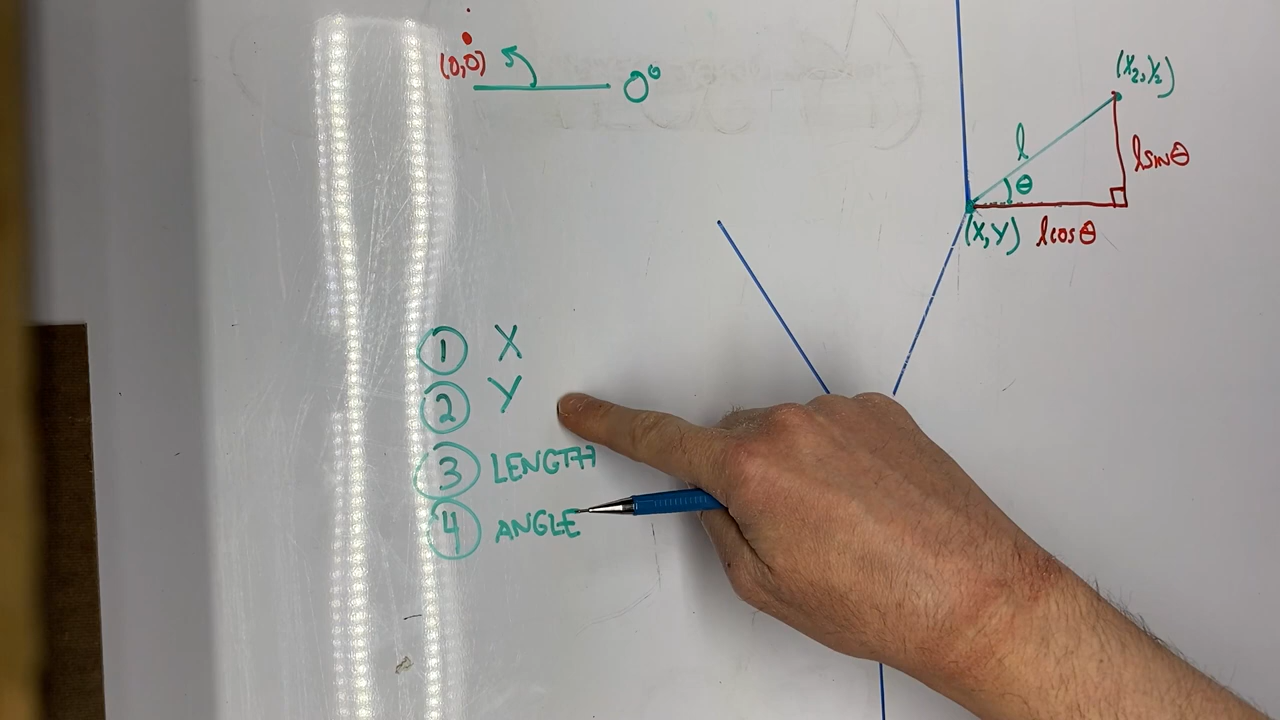 (0,0)
0°
(X₂,Y₂)
l
θ
lsinθ
(X,Y)
lcosθ
① X
② Y
③ LENGTH
④ ANGLE